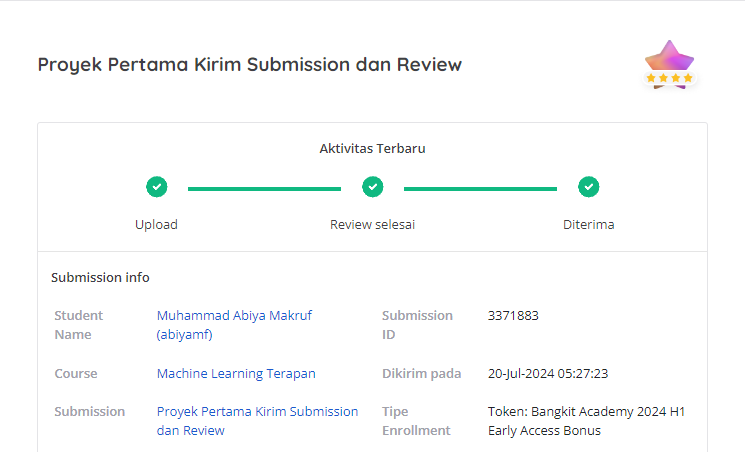 Proyek Pertama Kirim Submission dan Review
Aktivitas Terbaru
Upload
Review selesai
Diterima
Submission info
Student
Name
Muhammad Abiya Makruf
(abiyamf)
Submission
ID
3371883
Course
Machine Learning Terapan
Dikirim pada
20-Jul-2024 05:27:23
Submission
Proyek Pertama Kirim Submission
dan Review
Tipe
Enrollment
Token: Bangkit Academy 2024 H1
Early Access Bonus